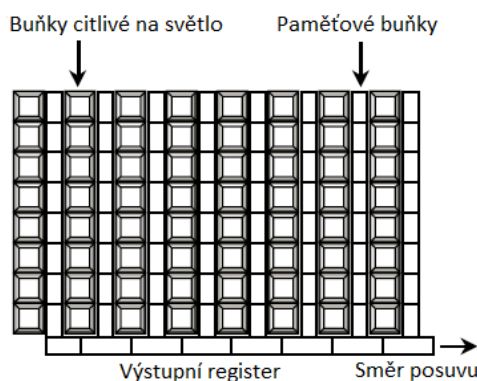 Buňky citlivé na světlo
Paměťové buňky
Výstupní register
Směr posuvu